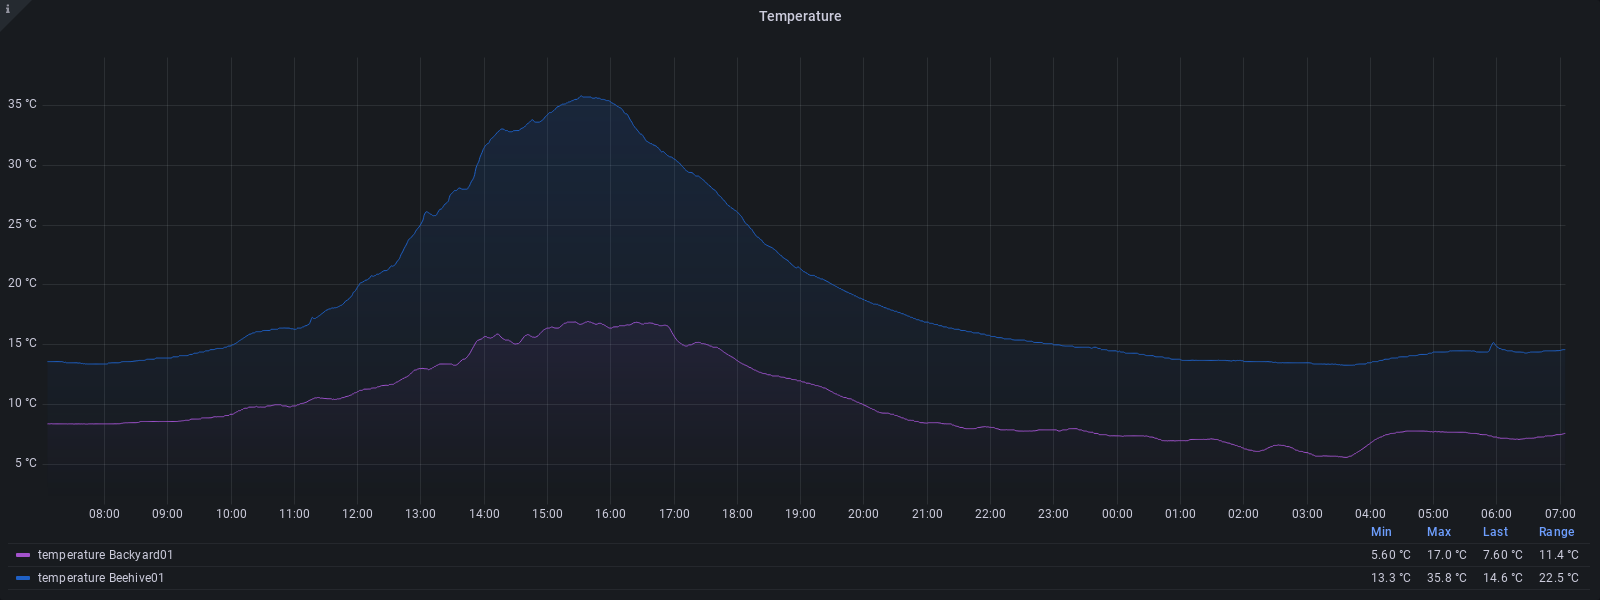 i
Temperature
35 °C
30 °C
25 °C
20 °C
15 °C
10 °C
5 °C
08:00 09:00 10:00 11:00 12:00 13:00 14:00 15:00 16:00 17:00 18:00 19:00 20:00 21:00 22:00 23:00 00:00 01:00 02:00 03:00 04:00 05:00 06:00 07:00
Min Max Last Range
temperature Backyard01 5.60 °C 17.0 °C 7.60 °C 11.4 °C
temperature Beehive01 13.3 °C 35.8 °C 14.6 °C 22.5 °C